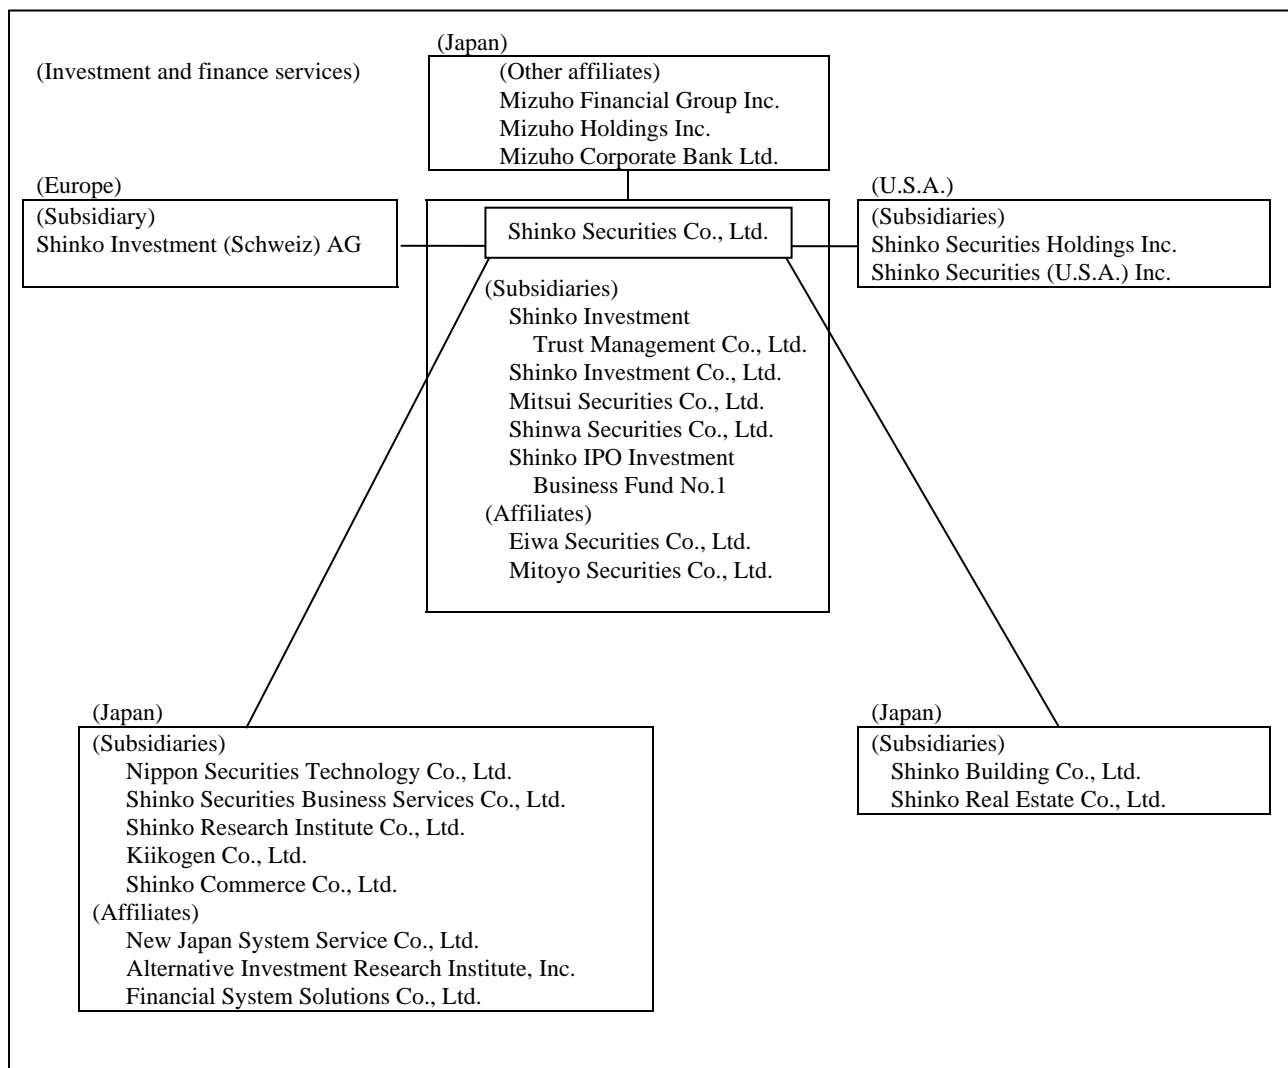 (Investment and finance services)
(Japan)
(Other affiliates)
Mizuho Financial Group Inc.
Mizuho Holdings Inc.
Mizuho Corporate Bank Ltd.
(Europe)
(Subsidiary)
Shinko Investment (Schweiz) AG
Shinko Securities Co., Ltd.
(Subsidiaries)
Shinko Investment
Trust Management Co., Ltd.
Shinko Investment Co., Ltd.
Mitsui Securities Co., Ltd.
Shinwa Securities Co., Ltd.
Shinko IPO Investment
Business Fund No.1
(Affiliates)
Eiwa Securities Co., Ltd.
Mitoyo Securities Co., Ltd.
(U.S.A.)
(Subsidiaries)
Shinko Securities Holdings Inc.
Shinko Securities (U.S.A.) Inc.
(Japan)
(Subsidiaries)
Nippon Securities Technology Co., Ltd.
Shinko Securities Business Services Co., Ltd.
Shinko Research Institute Co., Ltd.
Kiikogen Co., Ltd.
Shinko Commerce Co., Ltd.
(Affiliates)
New Japan System Service Co., Ltd.
Alternative Investment Research Institute, Inc.
Financial System Solutions Co., Ltd.
(Japan)
(Subsidiaries)
Shinko Building Co., Ltd.
Shinko Real Estate Co., Ltd.